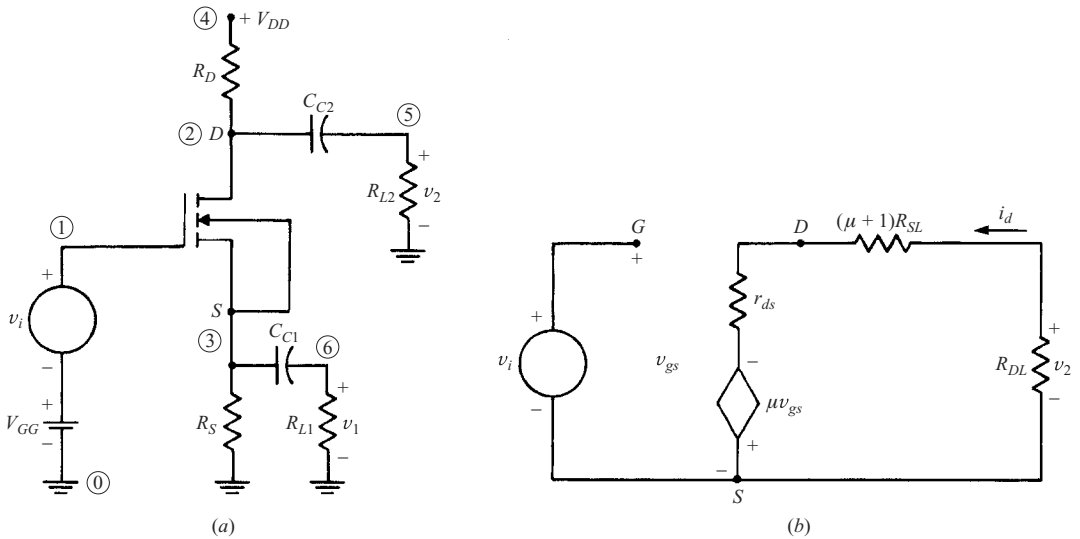 ④ + V_DD
R_D
C_C2
② D
⑤
+
R_L2 v_2
−
①
+
v_i
−
S
③
C_C1
⑥
+
V_GG
−
R_S
R_L1
+
v_1
−
⓪
(a)
G
+
D
(μ + 1)R_SL
i_d
r_ds
+
v_i
−
v_gs
−
μv_gs
+
−
S
+
R_DL v_2
−
(b)